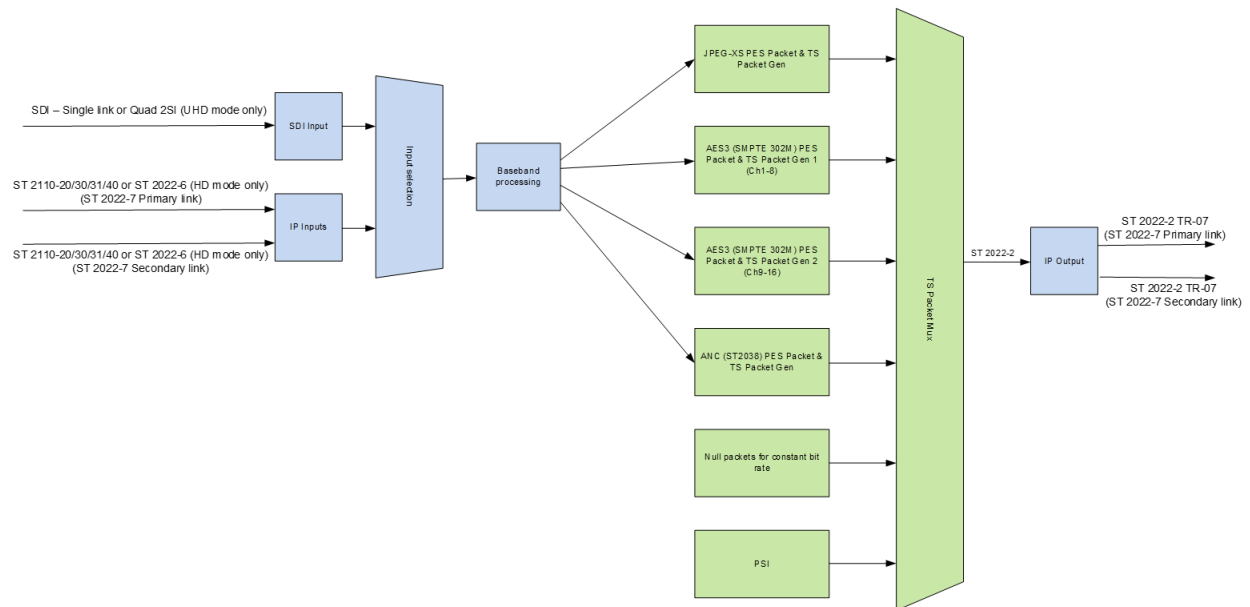 SDI – Single link or Quad 2SI (UHD mode only)
SDI Input
ST 2110-20/30/31/40 or ST 2022-6 (HD mode only)
(ST 2022-7 Primary link)
IP Inputs
ST 2110-20/30/31/40 or ST 2022-6 (HD mode only)
(ST 2022-7 Secondary link)
Input selection
Baseband
processing
JPEG-XS PES Packet & TS
Packet Gen
AES3 (SMPTE 302M) PES
Packet & TS Packet Gen 1
(Ch1-8)
AES3 (SMPTE 302M) PES
Packet & TS Packet Gen 2
(Ch9-16)
ANC (ST2038) PES Packet &
TS Packet Gen
Null packets for constant bit
rate
PSI
TS Packet Mux
ST 2022-2
IP Output
ST 2022-2 TR-07
(ST 2022-7 Primary link)
ST 2022-2 TR-07
(ST 2022-7 Secondary link)